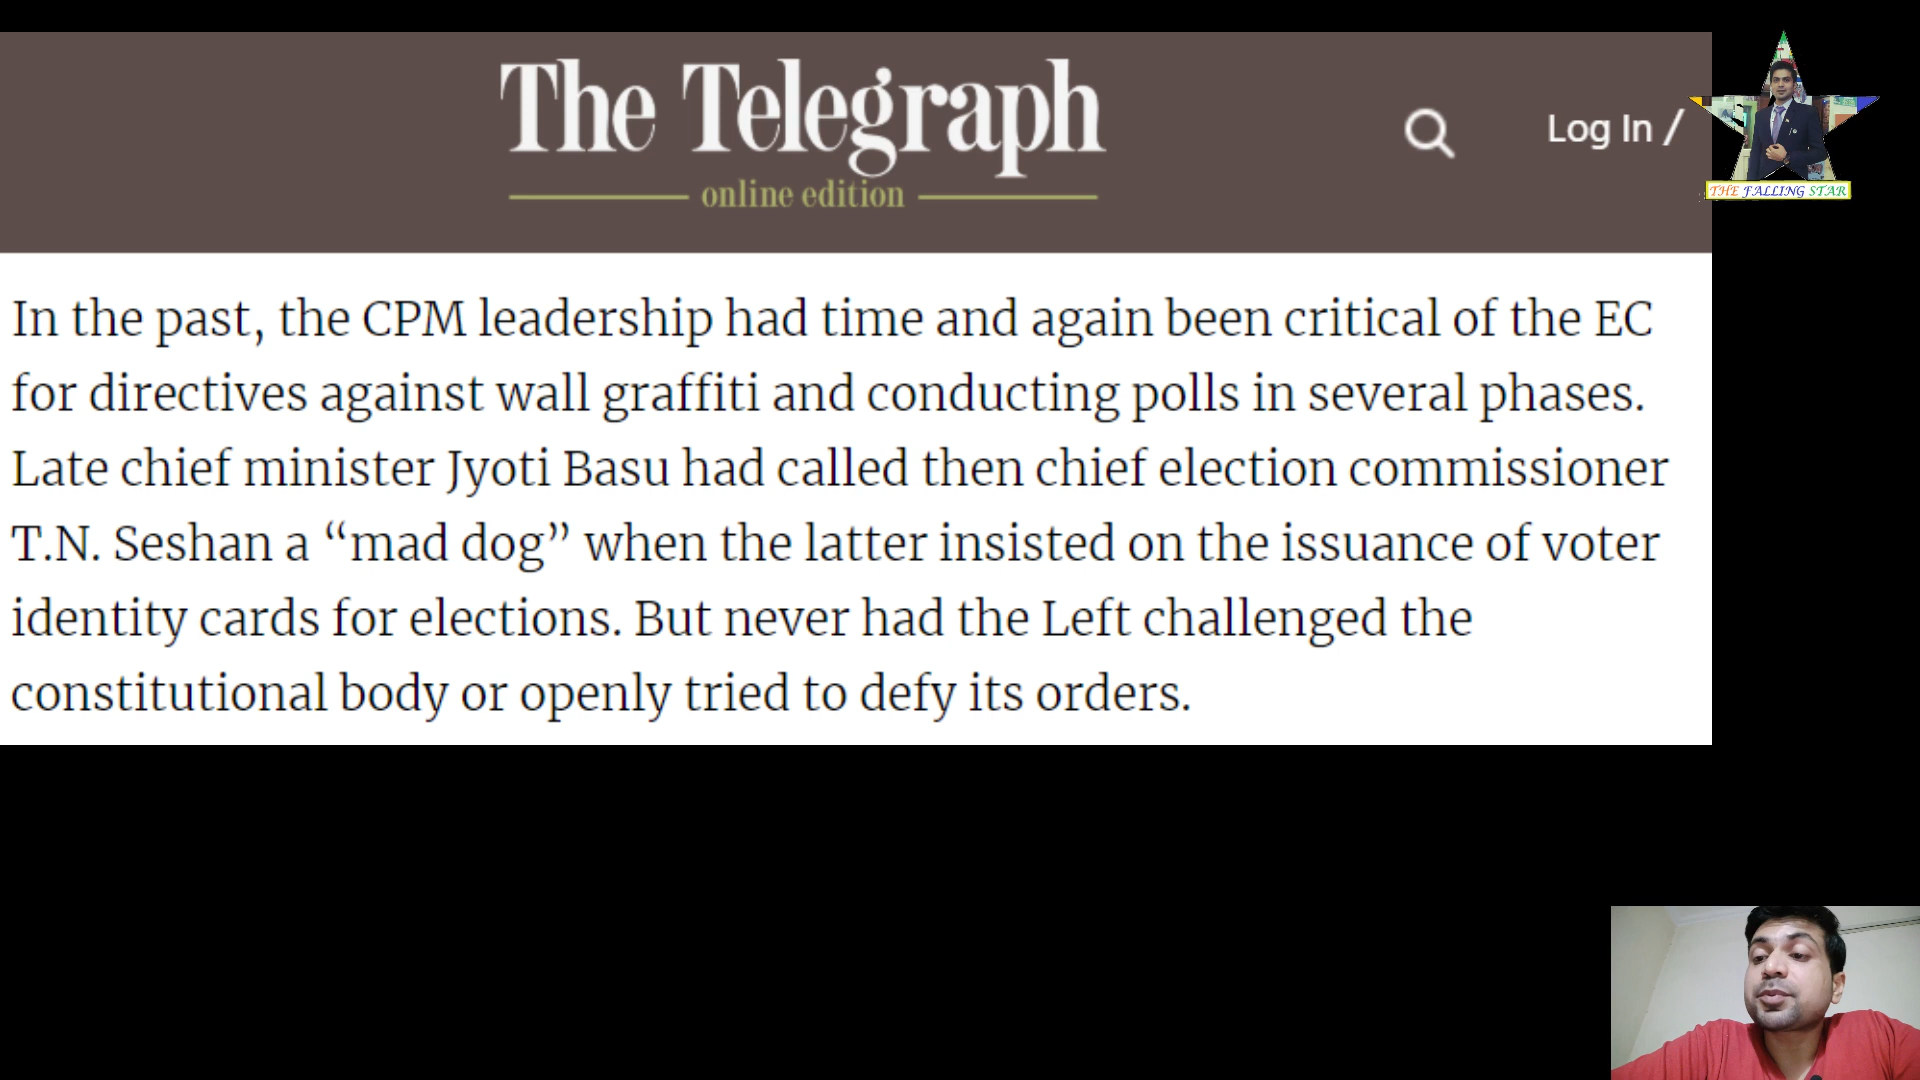 The Telegraph
online edition
Log In /
THE FALLING STAR
In the past, the CPM leadership had time and again been critical of the EC
for directives against wall graffiti and conducting polls in several phases.
Late chief minister Jyoti Basu had called then chief election commissioner
T.N. Seshan a “mad dog” when the latter insisted on the issuance of voter
identity cards for elections. But never had the Left challenged the
constitutional body or openly tried to defy its orders.